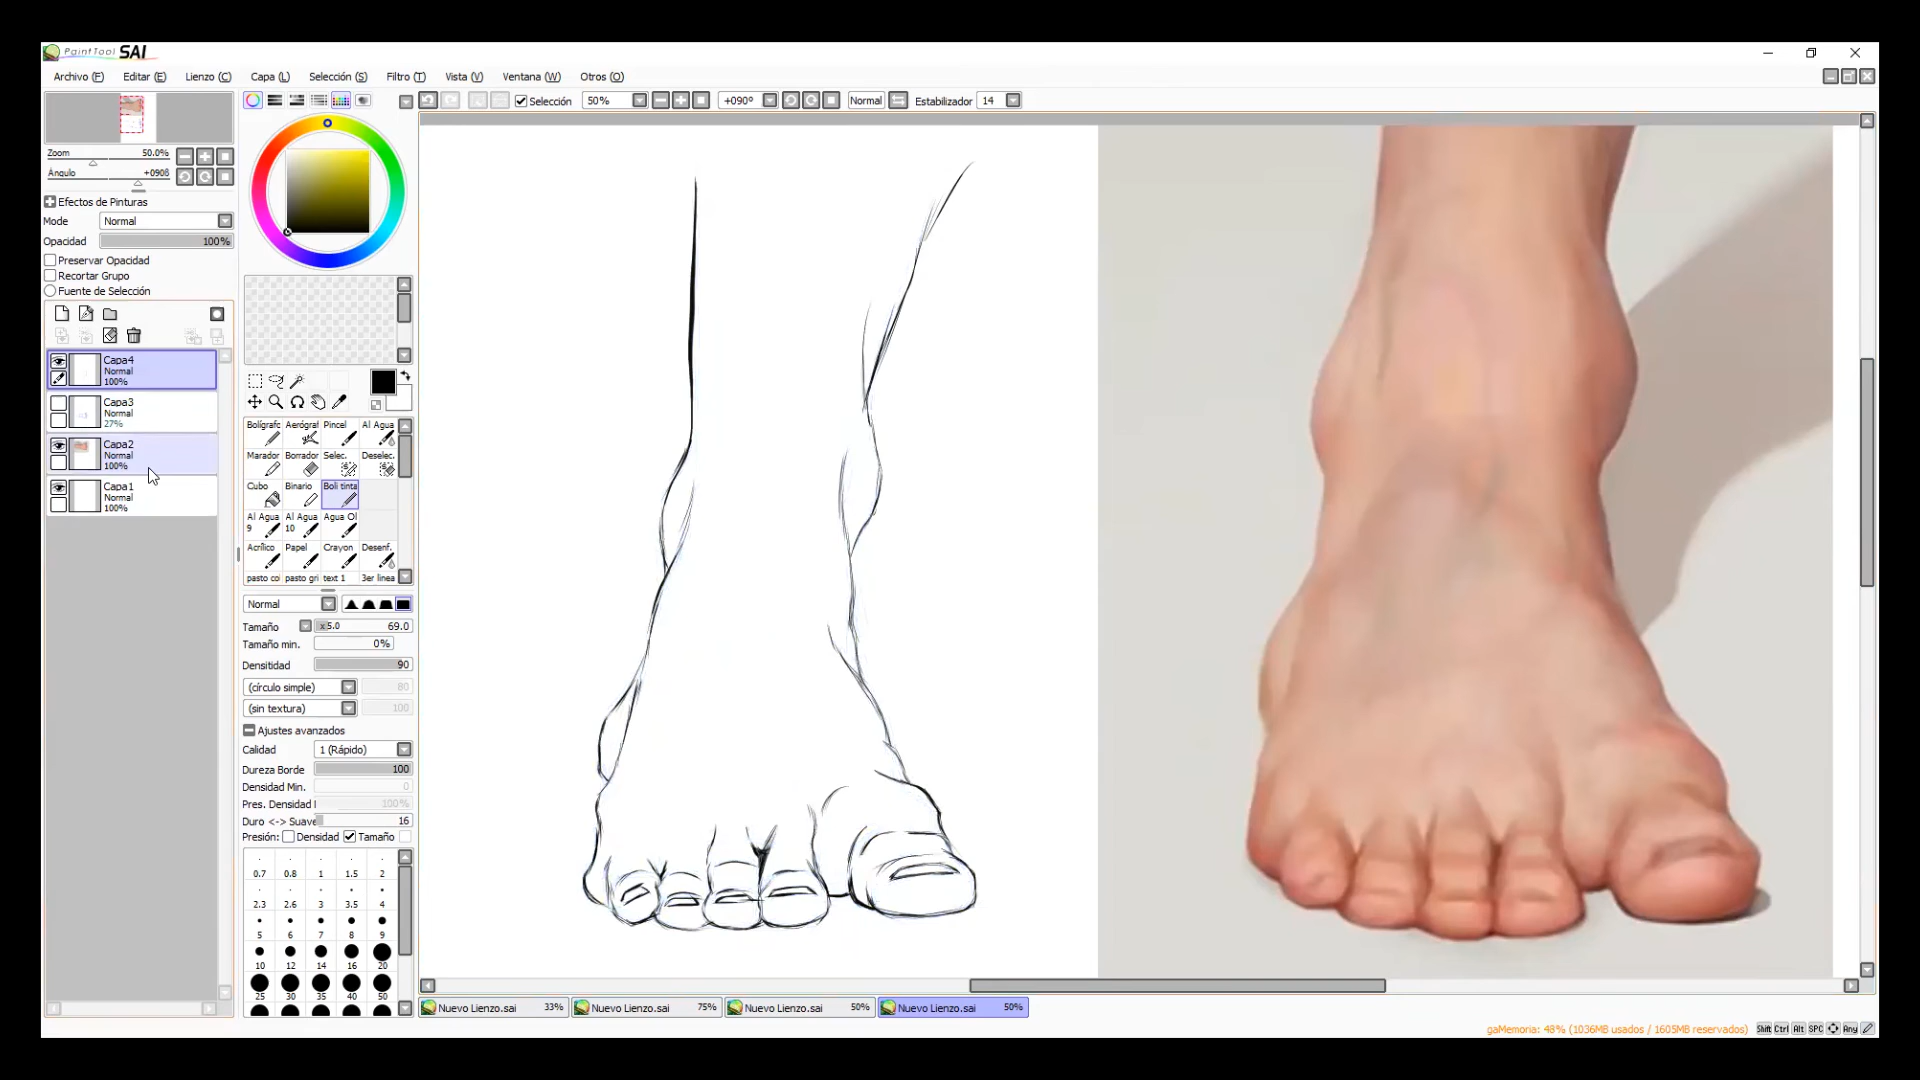 PaintTool SAI
Archivo (F) Editar (E) Lienzo (C) Capa (L) Selección (S) Filtro (T) Vista (V) Ventana (W) Otros (O)
Selección 50% +090º Normal Estabilizador 14
Zoom 50.0%
Ángulo +090º
Efectos de Pinturas
Mode Normal
Opacidad 100%
Preservar Opacidad
Recortar Grupo
Fuente de Selección
Capa4
Normal
100%
Capa3
Normal
27%
Capa2
Normal
100%
Capa1
Normal
100%
Bolígrafo Aerógraf Pincel Al Agua
Marador Borrador Selec. Deselec.
Cubo Binario Boli tinta
Al Agua 9 Al Agua 10 Agua Ol
Acrílico Papel Crayon Desenf.
pasto co pasto gri text 1 3er linea
Normal
Tamaño x5.0 69.0
Tamaño min. 0%
Densitidad 90
(círculo simple) 80
(sin textura) 100
Ajustes avanzados
Calidad 1 (Rápido)
Dureza Borde 100
Densidad Min. 0
Pres. Densidad 100%
Duro <-> Suave 16
Presión: Densidad Tamaño
0.7 0.8 1 1.5 2
2.3 2.6 3 3.5 4
5 6 7 8 9
10 12 14 16 20
25 30 35 40 50
Nuevo Lienzo.sai 33% Nuevo Lienzo.sai 75% Nuevo Lienzo.sai 50% Nuevo Lienzo.sai 50%
gaMemoria: 48% (1036MB usados / 1605MB reservados) Shift Ctrl Alt SPC Any